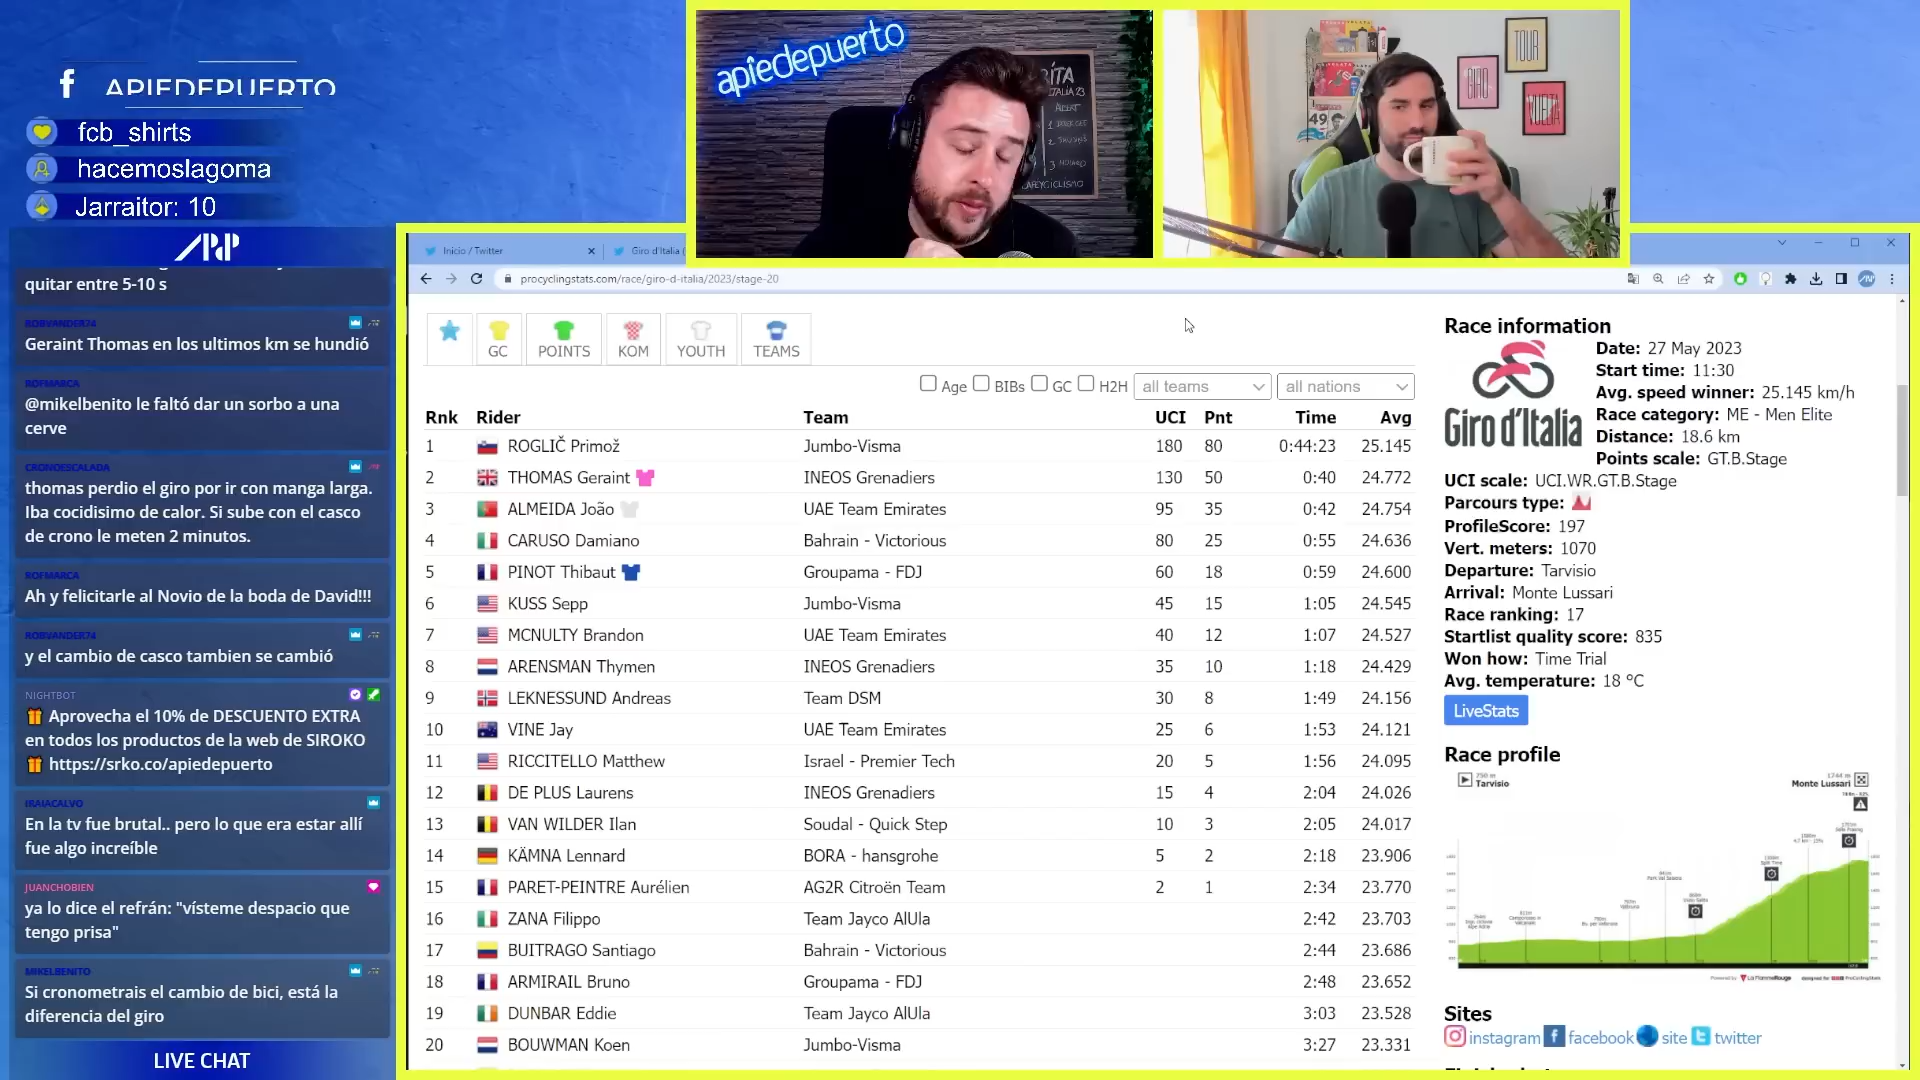 APIEDEPUERTO
fcb_shirts
hacemoslagoma
Jarraitor: 10
quitar entre 5-10 s
ROBVANDER74
Geraint Thomas en los ultimos km se hundió
ROFMARCA
@mikelbenito le faltó dar un sorbo a una
cerve
CRONOESCALADA
thomas perdio el giro por ir con manga larga.
Iba cocidisimo de calor. Si sube con el casco
de crono le meten 2 minutos.
ROFMARCA
Ah y felicitarle al Novio de la boda de David!!!
ROBVANDER74
y el cambio de casco tambien se cambió
NIGHTBOT
Aprovecha el 10% de DESCUENTO EXTRA
en todos los productos de la web de SIROKO
https://srko.co/apiedepuerto
IRAIACALVO
En la tv fue brutal.. pero lo que era estar allí
fue algo increíble
JUANCHOBIEN
ya lo dice el refrán: "vísteme despacio que
tengo prisa"
MIKELBENITO
Si cronometrais el cambio de bici, está la
diferencia del giro
LIVE CHAT
apiedepuerto
ALBERT
TOUR
GIRO
VUELTA
49
Inicio / Twitter
Giro d'Italia (
procyclingstats.com/race/giro-d-italia/2023/stage-20
GC POINTS KOM YOUTH TEAMS
Age BIBs GC H2H all teams all nations
Rnk Rider Team UCI Pnt Time Avg
1 ROGLIČ Primož Jumbo-Visma 180 80 0:44:23 25.145
2 THOMAS Geraint INEOS Grenadiers 130 50 0:40 24.772
3 ALMEIDA João UAE Team Emirates 95 35 0:42 24.754
4 CARUSO Damiano Bahrain - Victorious 80 25 0:55 24.636
5 PINOT Thibaut Groupama - FDJ 60 18 0:59 24.600
6 KUSS Sepp Jumbo-Visma 45 15 1:05 24.545
7 MCNULTY Brandon UAE Team Emirates 40 12 1:07 24.527
8 ARENSMAN Thymen INEOS Grenadiers 35 10 1:18 24.429
9 LEKNESSUND Andreas Team DSM 30 8 1:49 24.156
10 VINE Jay UAE Team Emirates 25 6 1:53 24.121
11 RICCITELLO Matthew Israel - Premier Tech 20 5 1:56 24.095
12 DE PLUS Laurens INEOS Grenadiers 15 4 2:04 24.026
13 VAN WILDER Ilan Soudal - Quick Step 10 3 2:05 24.017
14 KÄMNA Lennard BORA - hansgrohe 5 2 2:18 23.906
15 PARET-PEINTRE Aurélien AG2R Citroën Team 2 1 2:34 23.770
16 ZANA Filippo Team Jayco AlUla 2:42 23.703
17 BUITRAGO Santiago Bahrain - Victorious 2:44 23.686
18 ARMIRAIL Bruno Groupama - FDJ 2:48 23.652
19 DUNBAR Eddie Team Jayco AlUla 3:03 23.528
20 BOUWMAN Koen Jumbo-Visma 3:27 23.331
Race information
Giro d'Italia
Date: 27 May 2023
Start time: 11:30
Avg. speed winner: 25.145 km/h
Race category: ME - Men Elite
Distance: 18.6 km
Points scale: GT.B.Stage
UCI scale: UCI.WR.GT.B.Stage
Parcours type:
ProfileScore: 197
Vert. meters: 1070
Departure: Tarvisio
Arrival: Monte Lussari
Race ranking: 17
Startlist quality score: 835
Won how: Time Trial
Avg. temperature: 18 °C
LiveStats
Race profile
Tarvisio
Monte Lussari
Sites
instagram facebook site twitter